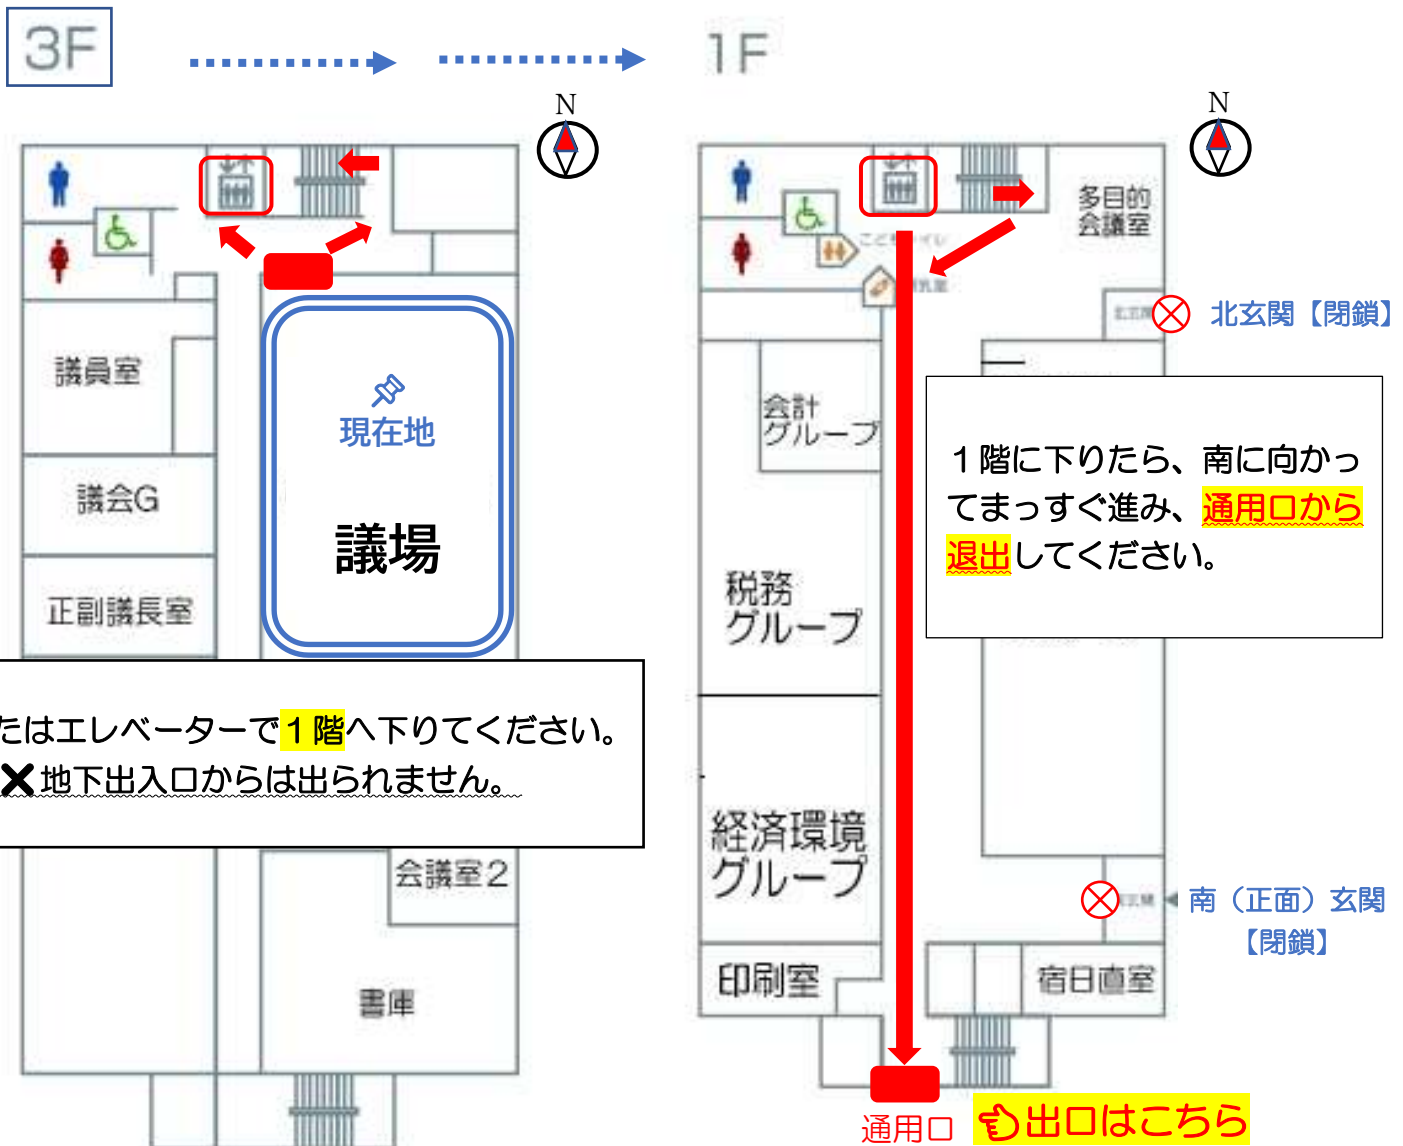 3F
1F
N
N
議員室
議会G
正副議長室
現在地
議場
たはエレベーターで1階へ下りてください。
✕地下出入口からは出られません。
会議室2
書庫
多目的
会議室
こどもトイレ
北玄関【閉鎖】
会計
グループ
1階に下りたら、南に向かっ
てまっすぐ進み、通用口から
退出してください。
税務
グループ
経済環境
グループ
南（正面）玄関
【閉鎖】
印刷室
宿日直室
通用口
出口はこちら